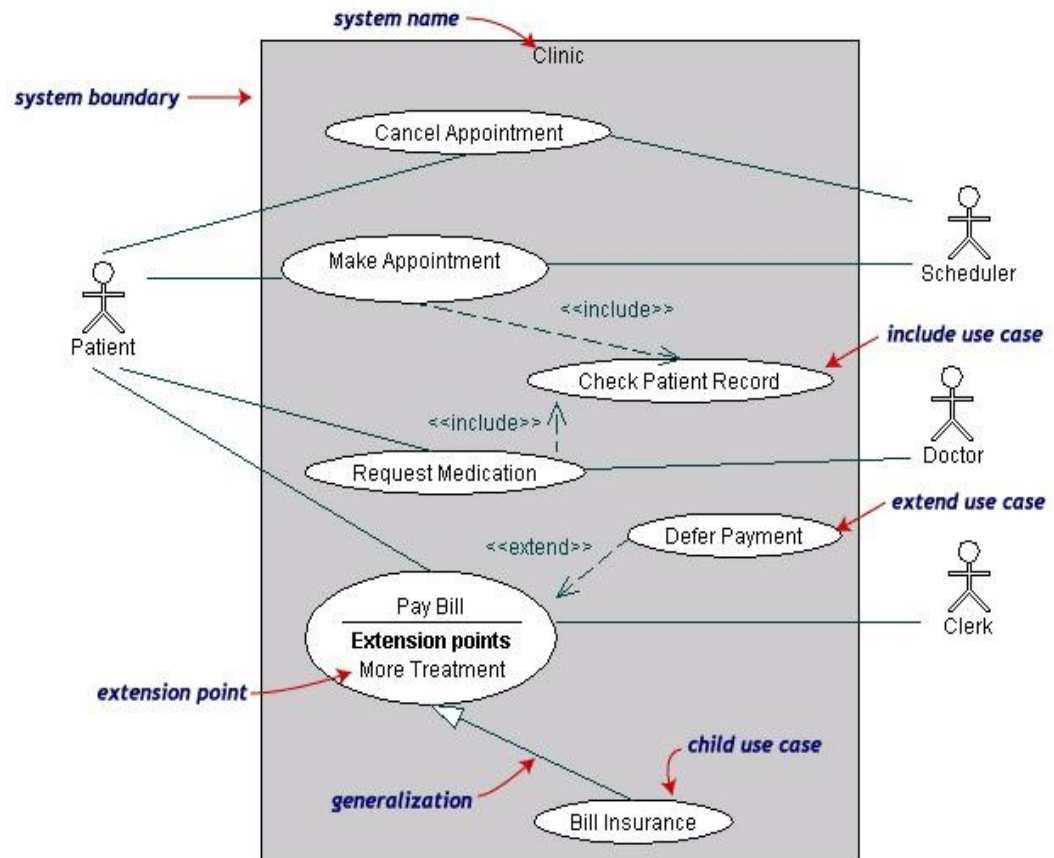 system name
Clinic
system boundary
Cancel Appointment
Make Appointment
Scheduler
<<include>>
Patient
include use case
Check Patient Record
<<include>>
Doctor
Request Medication
extend use case
Defer Payment
<<extend>>
Pay Bill
Clerk
Extension points
More Treatment
extension point
child use case
generalization
Bill Insurance